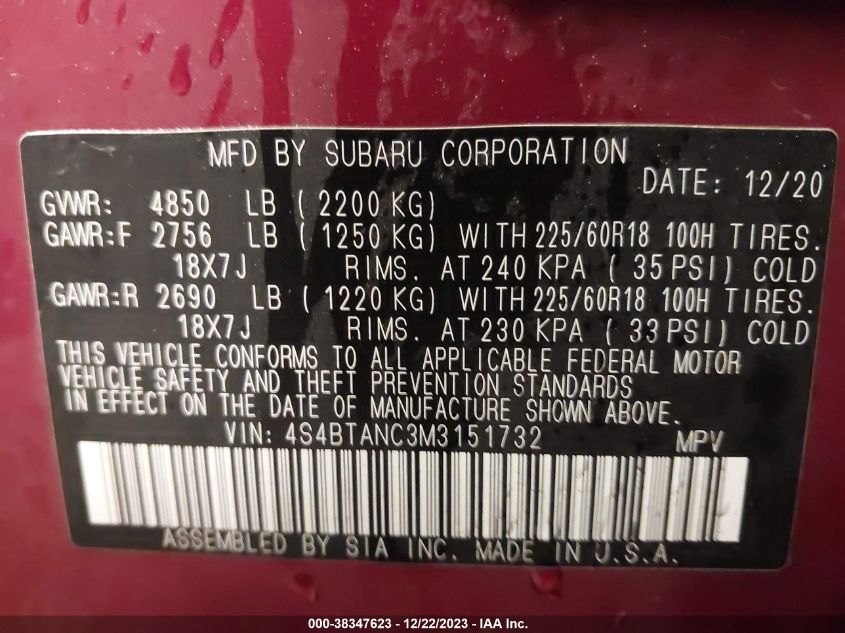 MFD BY SUBARU CORPORATION
DATE: 12/20
GVWR: 4850 LB ( 2200 KG)
GAWR:F 2756 LB ( 1250 KG) WITH 225/60R18 100H TIRES.
18X7J RIMS. AT 240 KPA ( 35 PSI) COLD
GAWR:R 2690 LB ( 1220 KG) WITH 225/60R18 100H TIRES.
18X7J RIMS. AT 230 KPA ( 33 PSI) COLD
THIS VEHICLE CONFORMS TO ALL APPLICABLE FEDERAL MOTOR
VEHICLE SAFETY AND THEFT PREVENTION STANDARDS
IN EFFECT ON THE DATE OF MANUFACTURE SHOWN ABOVE.
VIN: 4S4BTANC3M3151732 MPV
ASSEMBLED BY SIA INC. MADE IN U.S.A.
000-38347623 - 12/22/2023 - IAA Inc.